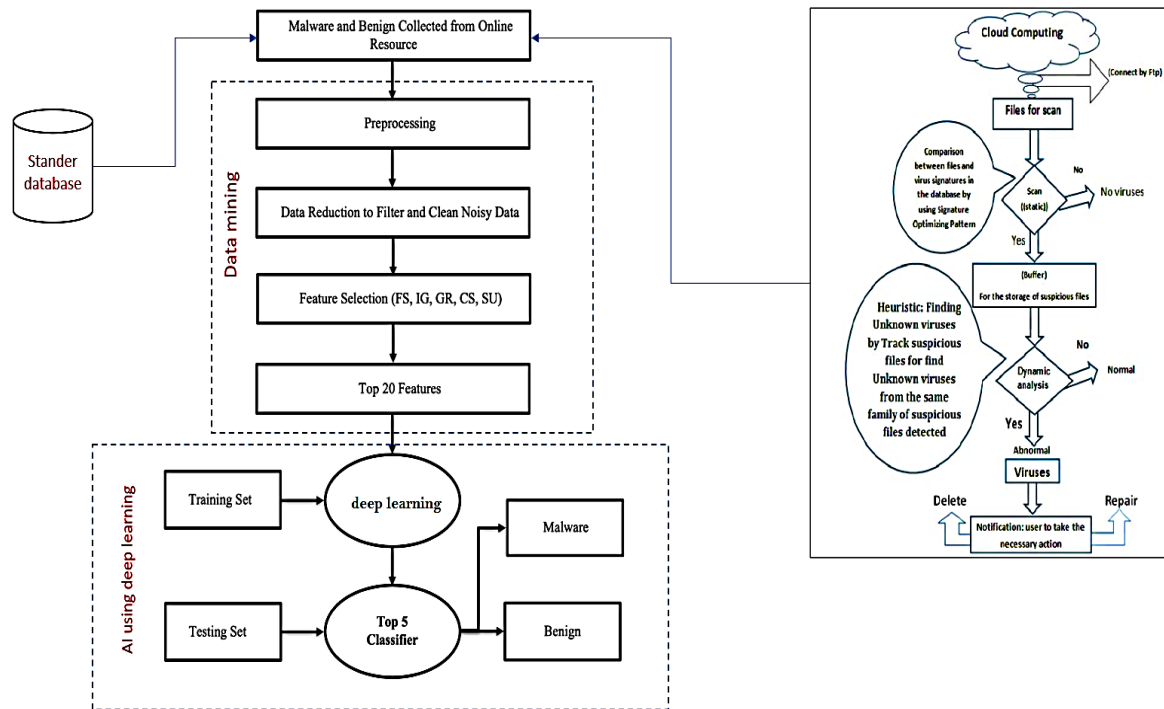 Malware and Benign Collected from Online
Resource
Stander
database
Data mining
Preprocessing
Data Reduction to Filter and Clean Noisy Data
Feature Selection (FS, IG, GR, CS, SU)
Top 20 Features
AI using deep learning
Training Set
deep learning
Malware
Testing Set
Top 5
Classifier
Benign
Cloud Computing
(Connect by Ftp)
Files for scan
Comparison
between files and
virus signatures in
the database by
using Signature
Optimizing Pattern
Scan
((static))
No
No viruses
Yes
(Buffer)
For the storage of suspicious files
Heuristic: Finding
Unknown viruses
by Track suspicious
files for find
Unknown viruses
from the same
family of suspicious
files detected
Dynamic
analysis
No
Normal
Yes
Abnormal
Viruses
Delete
Repair
Notification: user to take the
necessary action